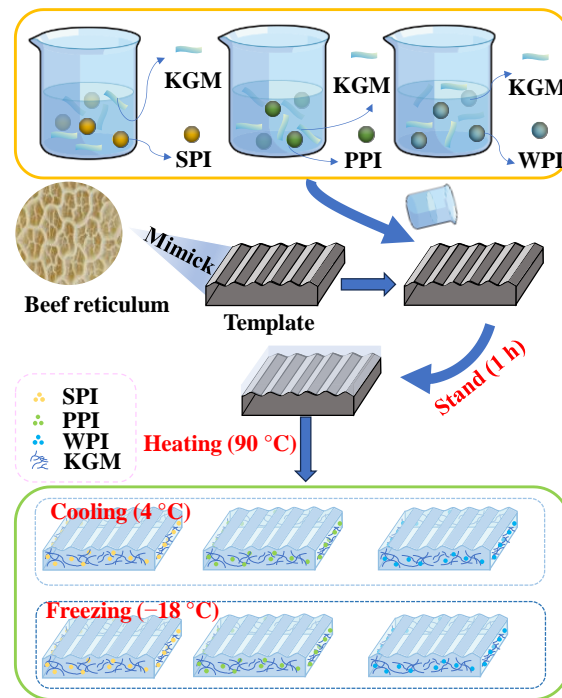 KGM
SPI
KGM
PPI
KGM
WPI
Mimick
Beef reticulum
Template
Stand (1 h)
SPI
PPI
WPI
KGM
Heating (90 °C)
Cooling (4 °C)
Freezing (−18 °C)